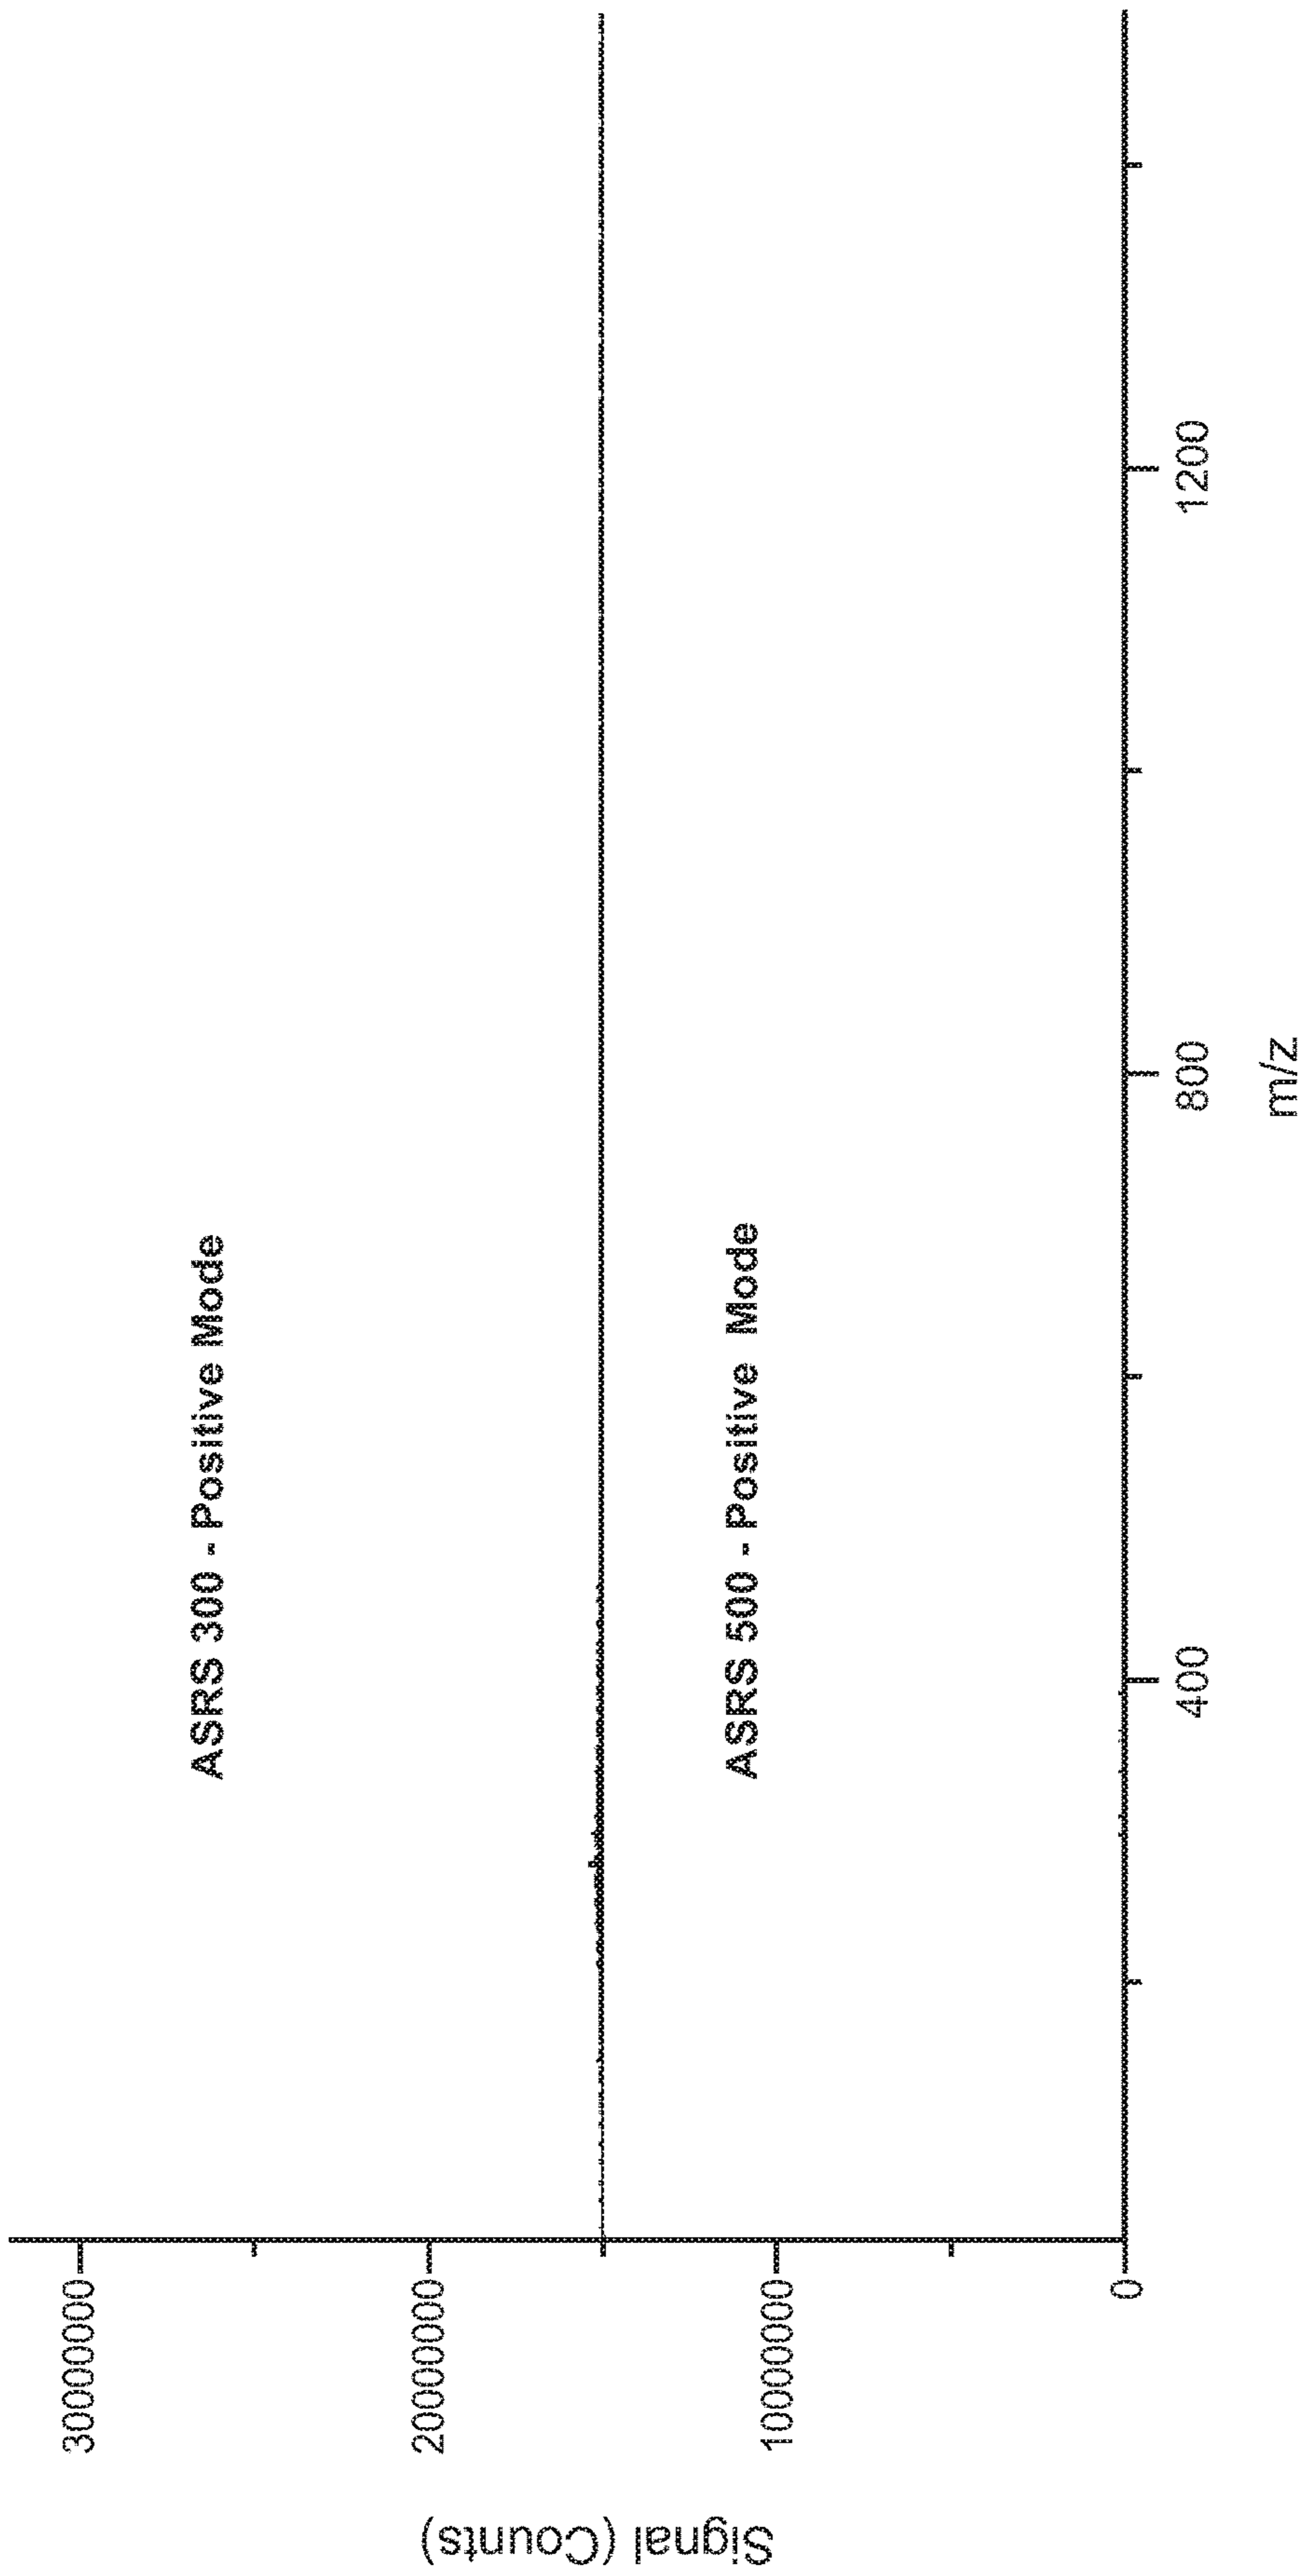 Signal (Counts)
30000000
20000000
10000000
0
ASRS 300 - Positive Mode
ASRS 500 - Positive Mode
400
800
1200
m/z